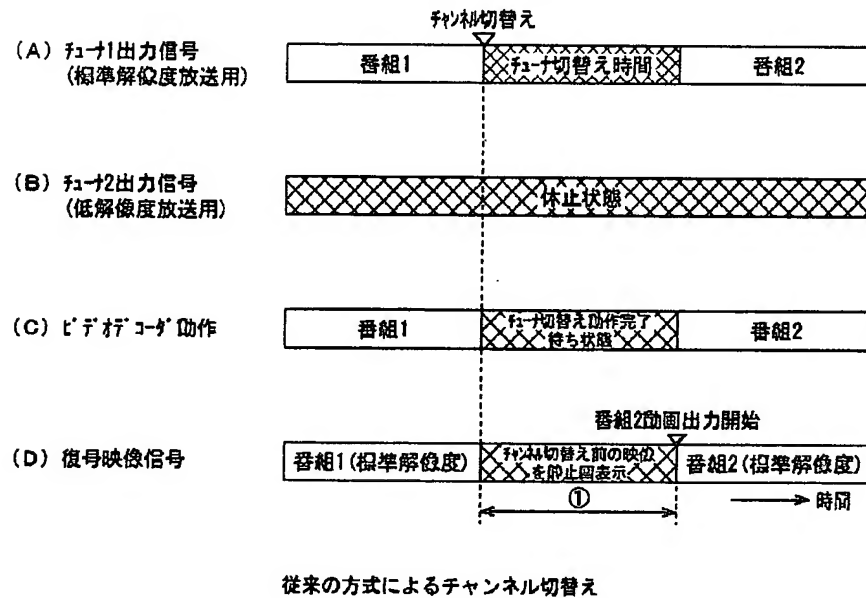 チャンネル切替え
(A) チューナ1出力信号
(標準解像度放送用)
番組1
チューナ切替え時間
番組2
(B) チューナ2出力信号
(低解像度放送用)
休止状態
(C) ビデオデコーダ動作
番組1
チューナ切替え動作完了
待ち状態
番組2
番組2動画出力開始
(D) 復号映像信号
番組1(標準解像度)
チャンネル切替え前の映像
を静止画表示
番組2(標準解像度)
①
時間
従来の方式によるチャンネル切替え